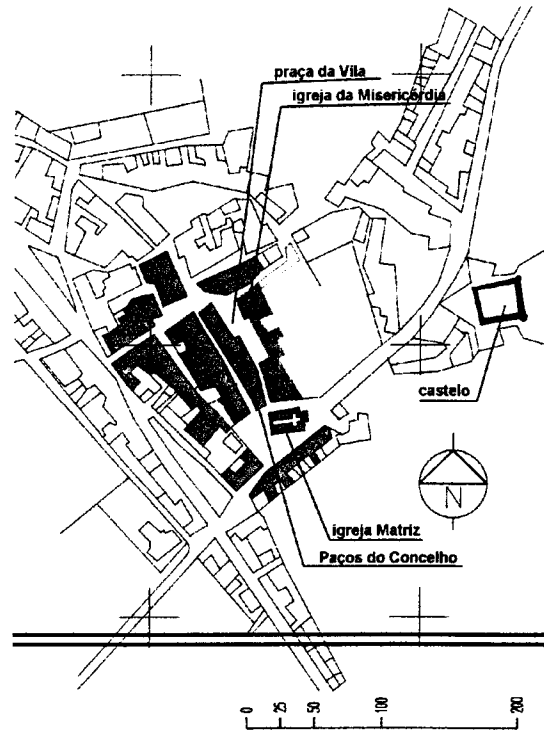 praça da Vila
igreja da Misericórdia
castelo
N
igreja Matriz
Paços do Concelho
0 25 50 100 200